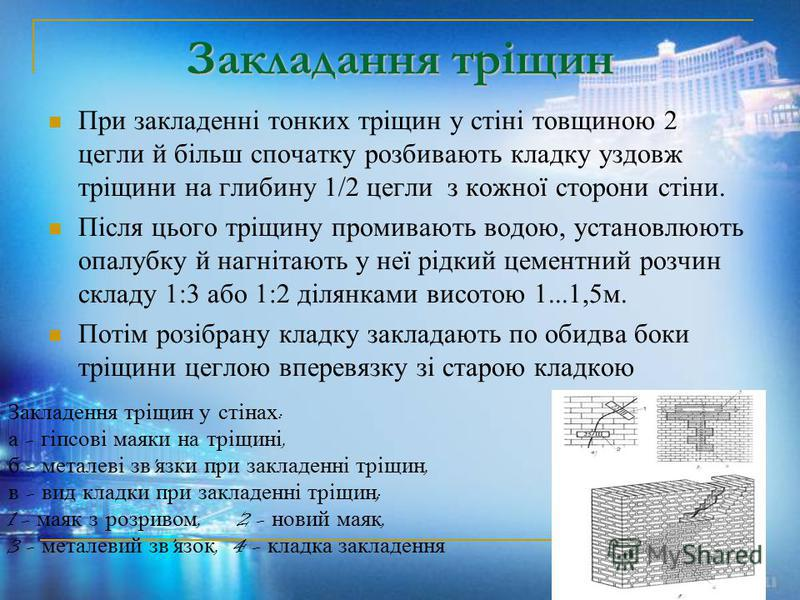 Закладання тріщин
При закладенні тонких тріщин у стіні товщиною 2
цегли й більш спочатку розбивають кладку уздовж
тріщини на глибину 1/2 цегли з кожної сторони стіни.
Після цього тріщину промивають водою, установлюють
опалубку й нагнітають у неї рідкий цементний розчин
складу 1:3 або 1:2 ділянками висотою 1...1,5м.
Потім розібрану кладку закладають по обидва боки
тріщини цеглою вперевязку зі старою кладкою
Закладення тріщин у стінах:
а - гіпсові маяки на тріщині,
б - металеві зв'язки при закладенні тріщин,
в - вид кладки при закладенні тріщин;
1 - маяк з розривом, 2 - новий маяк,
3 - металевий зв'язок, 4 - кладка закладення
MyShared